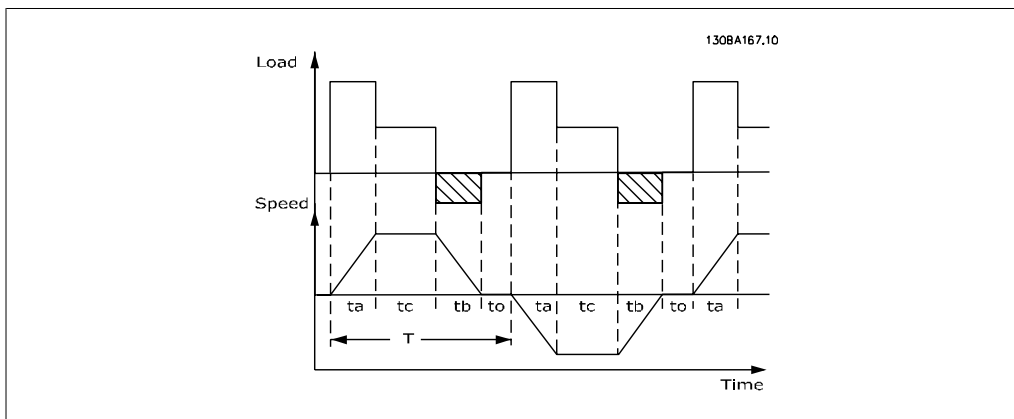 130BA167.10
Load
Speed
ta tc tb to ta tc tb to ta
T
Time